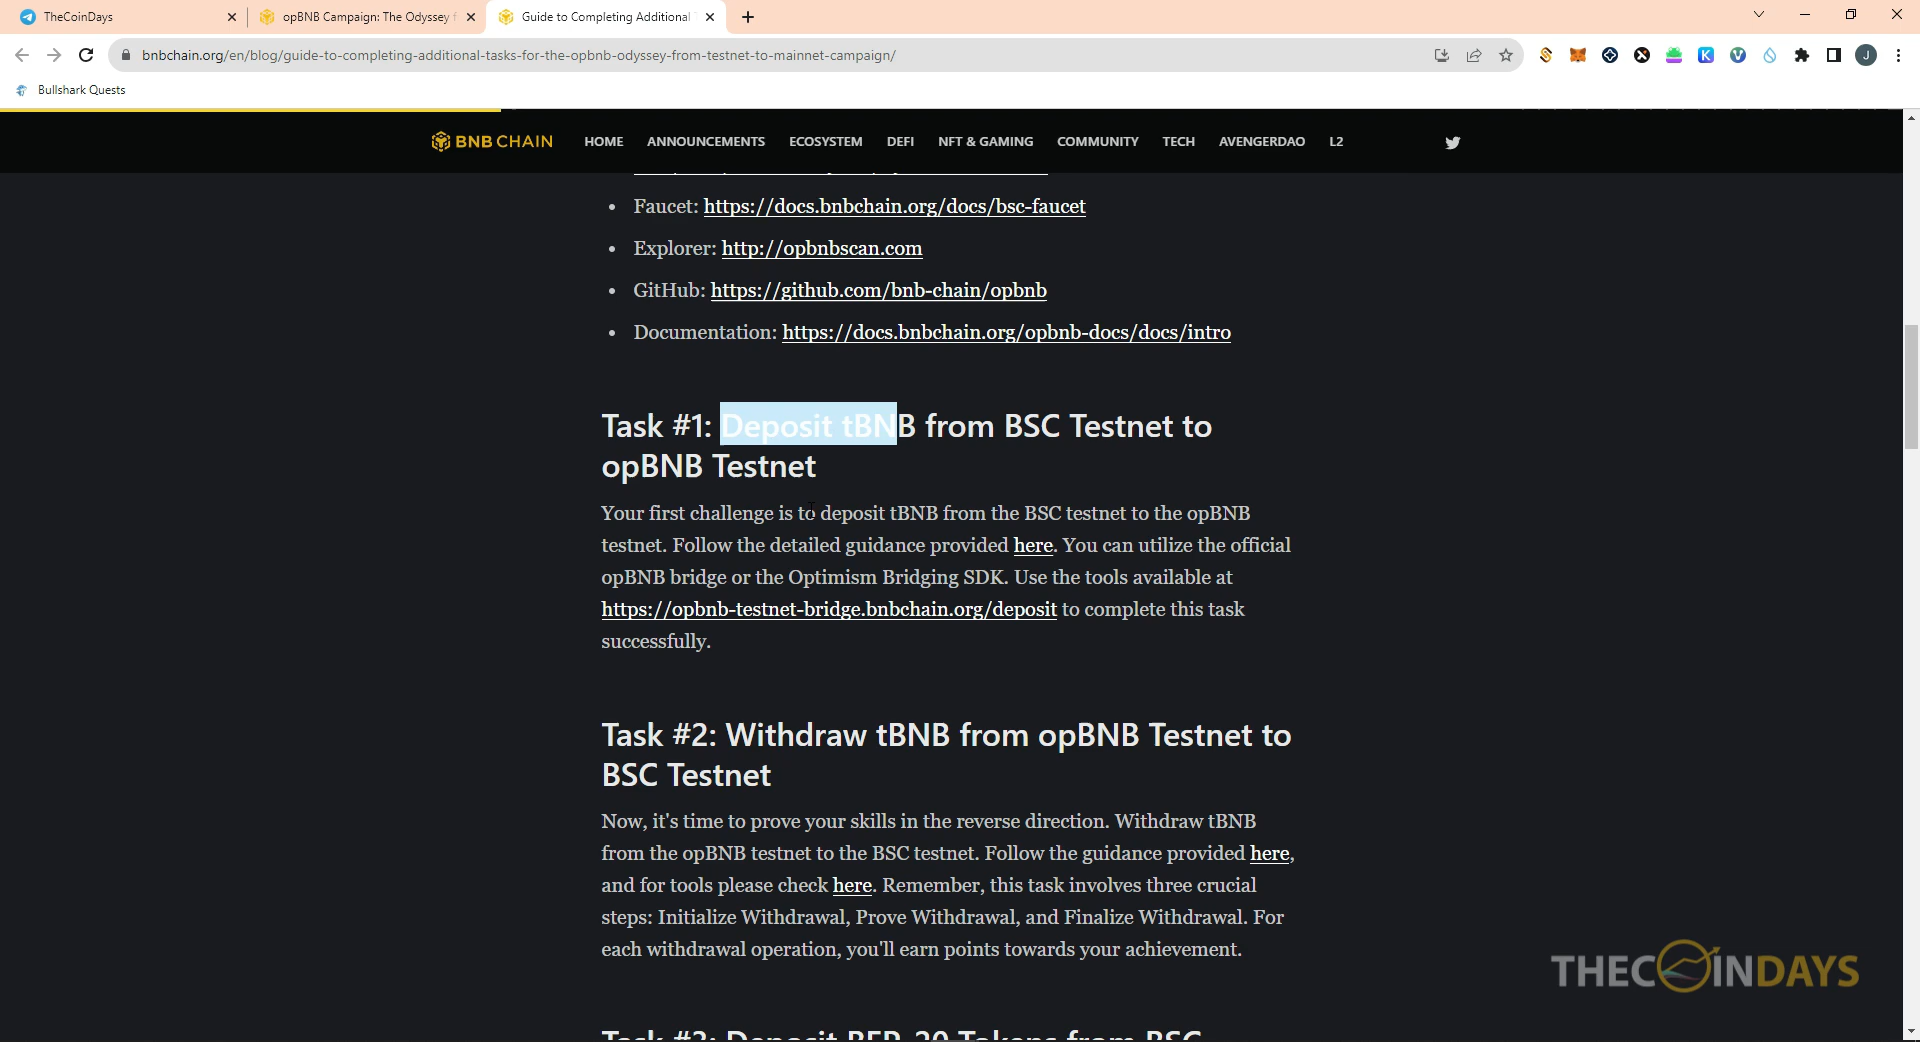 TheCoinDays
opBNB Campaign: The Odyssey f
Guide to Completing Additional T
bnbchain.org/en/blog/guide-to-completing-additional-tasks-for-the-opbnb-odyssey-from-testnet-to-mainnet-campaign/
J
Bullshark Quests
BNB CHAIN
HOME
ANNOUNCEMENTS
ECOSYSTEM
DEFI
NFT & GAMING
COMMUNITY
TECH
AVENGERDAO
L2
• Faucet: https://docs.bnbchain.org/docs/bsc-faucet
• Explorer: http://opbnbscan.com
• GitHub: https://github.com/bnb-chain/opbnb
• Documentation: https://docs.bnbchain.org/opbnb-docs/docs/intro
Task #1: Deposit tBNB from BSC Testnet to
opBNB Testnet
Your first challenge is to deposit tBNB from the BSC testnet to the opBNB
testnet. Follow the detailed guidance provided here. You can utilize the official
opBNB bridge or the Optimism Bridging SDK. Use the tools available at
https://opbnb-testnet-bridge.bnbchain.org/deposit to complete this task
successfully.
Task #2: Withdraw tBNB from opBNB Testnet to
BSC Testnet
Now, it's time to prove your skills in the reverse direction. Withdraw tBNB
from the opBNB testnet to the BSC testnet. Follow the guidance provided here,
and for tools please check here. Remember, this task involves three crucial
steps: Initialize Withdrawal, Prove Withdrawal, and Finalize Withdrawal. For
each withdrawal operation, you'll earn points towards your achievement.
THECOINDAYS
Task #3: Deposit BEP-20 Tokens from BSC